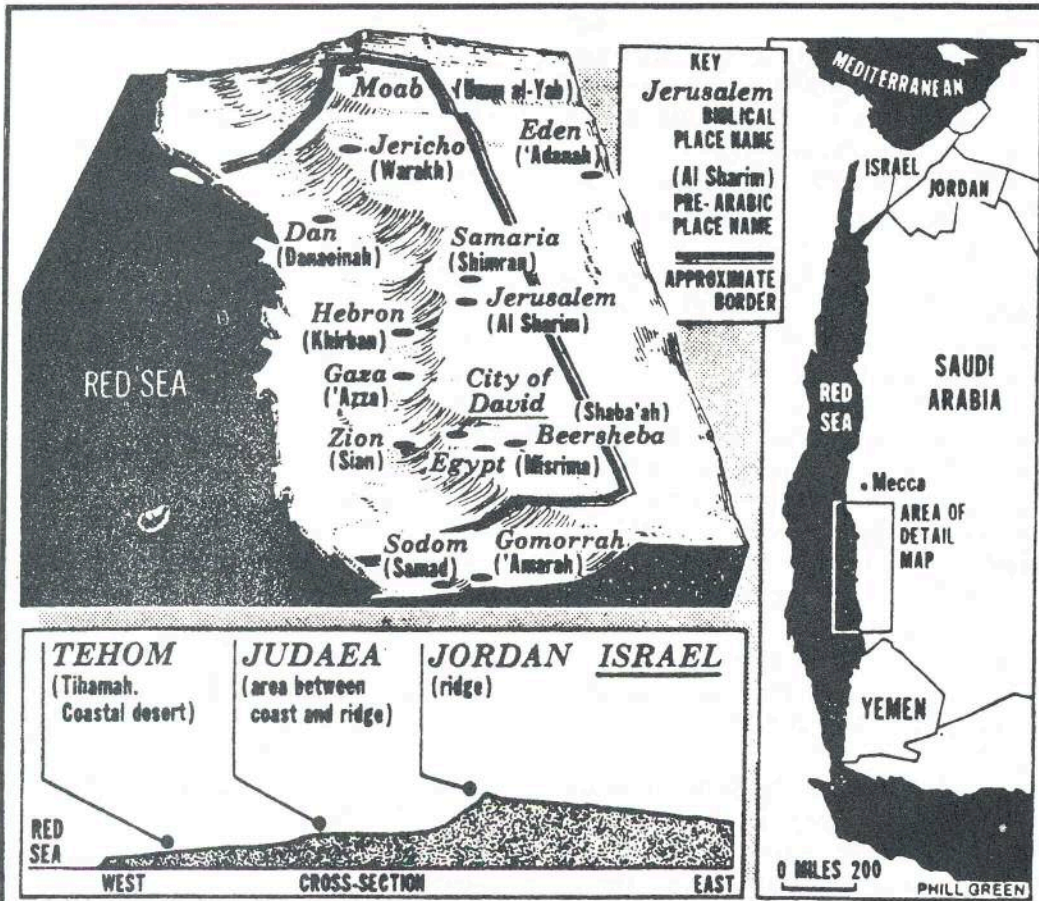 Moab
Jericho
(Warakh)
Eden
('Adanah)
Dan
(Danaeinah)
Samaria
(Shimran)
Jerusalem
(Al Sharim)
Hebron
(Khirban)
Gaza
('Azza)
RED SEA
City of
David
(Shaba'ah)
Zion
(Sian)
Beersheba
Egypt (Misrima)
Sodom
(Samad)
Gomorrah
('Amarah)
KEY
Jerusalem
BIBLICAL
PLACE NAME
(Al Sharim)
PRE-ARABIC
PLACE NAME
APPROXIMATE
BORDER
MEDITERRANEAN
ISRAEL
JORDAN
SAUDI
ARABIA
RED
SEA
Mecca
AREA OF
DETAIL
MAP
YEMEN
0 MILES 200
PHILL GREEN
TEHOM
(Tihamah.
Coastal desert)
JUDAEA
(area between
coast and ridge)
JORDAN
(ridge)
ISRAEL
RED
SEA
WEST
CROSS-SECTION
EAST